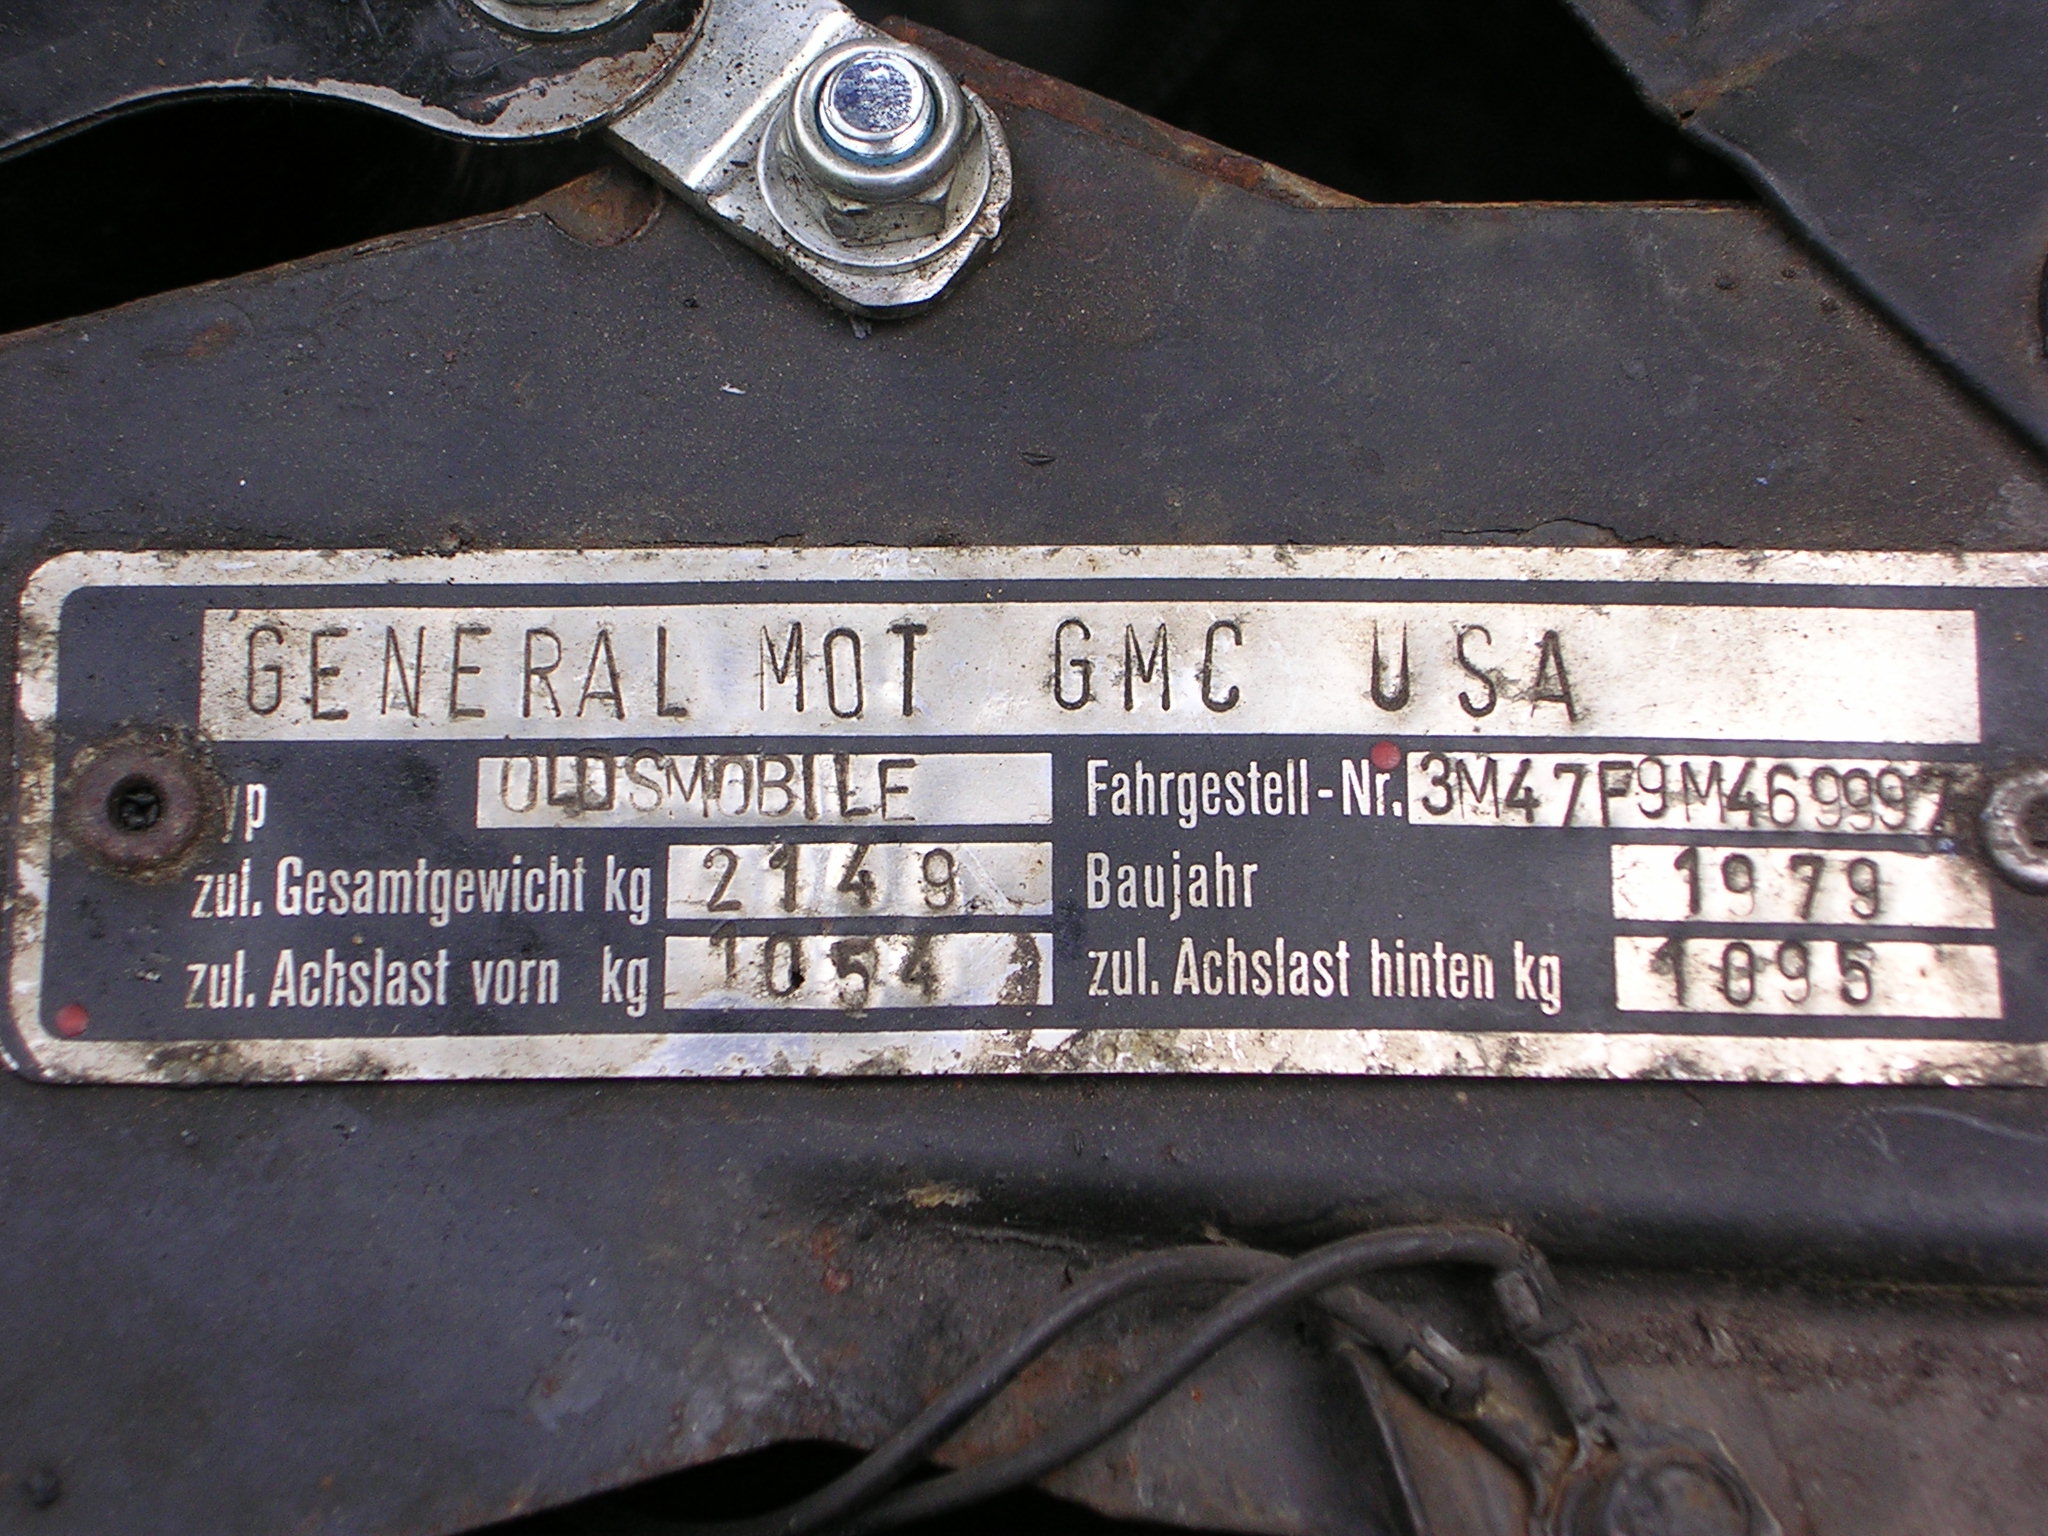 GENERAL MOT GMC USA
Typ OLDSMOBILE Fahrgestell-Nr. 3M47F9M469997
zul. Gesamtgewicht kg 2149 Baujahr 1979
zul. Achslast vorn kg 1054 zul. Achslast hinten kg 1095